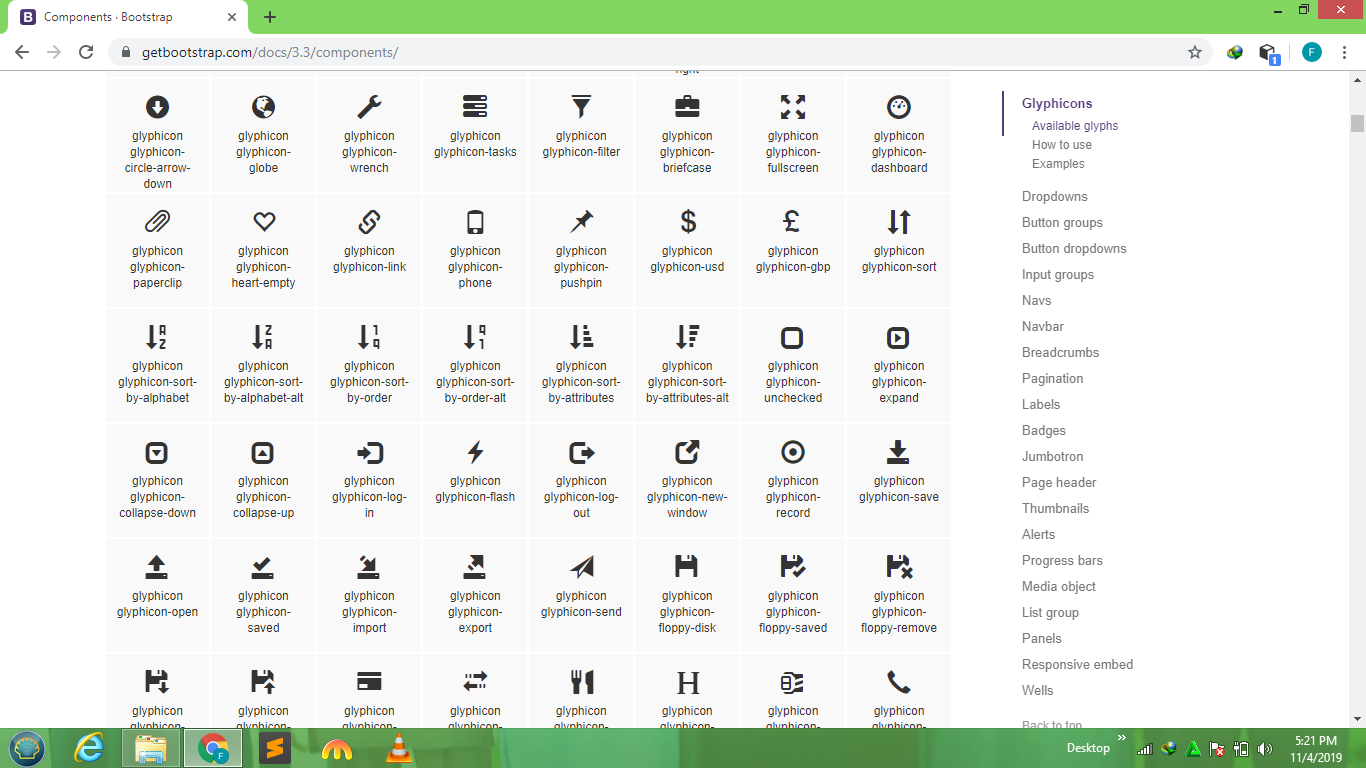 Components · Bootstrap
getbootstrap.com/docs/3.3/components/
1
F
right
glyphicon glyphicon-circle-arrow-down
glyphicon glyphicon-globe
glyphicon glyphicon-wrench
glyphicon glyphicon-tasks
glyphicon glyphicon-filter
glyphicon glyphicon-briefcase
glyphicon glyphicon-fullscreen
glyphicon glyphicon-dashboard
glyphicon glyphicon-paperclip
glyphicon glyphicon-heart-empty
glyphicon glyphicon-link
glyphicon glyphicon-phone
glyphicon glyphicon-pushpin
glyphicon glyphicon-usd
glyphicon glyphicon-gbp
glyphicon glyphicon-sort
glyphicon glyphicon-sort-by-alphabet
glyphicon glyphicon-sort-by-alphabet-alt
glyphicon glyphicon-sort-by-order
glyphicon glyphicon-sort-by-order-alt
glyphicon glyphicon-sort-by-attributes
glyphicon glyphicon-sort-by-attributes-alt
glyphicon glyphicon-unchecked
glyphicon glyphicon-expand
glyphicon glyphicon-collapse-down
glyphicon glyphicon-collapse-up
glyphicon glyphicon-log-in
glyphicon glyphicon-flash
glyphicon glyphicon-log-out
glyphicon glyphicon-new-window
glyphicon glyphicon-record
glyphicon glyphicon-save
glyphicon glyphicon-open
glyphicon glyphicon-saved
glyphicon glyphicon-import
glyphicon glyphicon-export
glyphicon glyphicon-send
glyphicon glyphicon-floppy-disk
glyphicon glyphicon-floppy-saved
glyphicon glyphicon-floppy-remove
glyphicon glyphicon-
glyphicon glyphicon-
glyphicon glyphicon-
glyphicon glyphicon-
glyphicon glyphicon-
glyphicon glyphicon-
glyphicon glyphicon-
glyphicon glyphicon-
Glyphicons
Available glyphs
How to use
Examples
Dropdowns
Button groups
Button dropdowns
Input groups
Navs
Navbar
Breadcrumbs
Pagination
Labels
Badges
Jumbotron
Page header
Thumbnails
Alerts
Progress bars
Media object
List group
Panels
Responsive embed
Wells
Back to top
Desktop
5:21 PM
11/4/2019